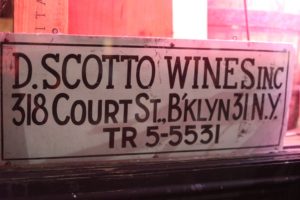 D. SCOTTO WINES INC
318 COURT ST., B'KLYN 31 N.Y.
TR 5-5531